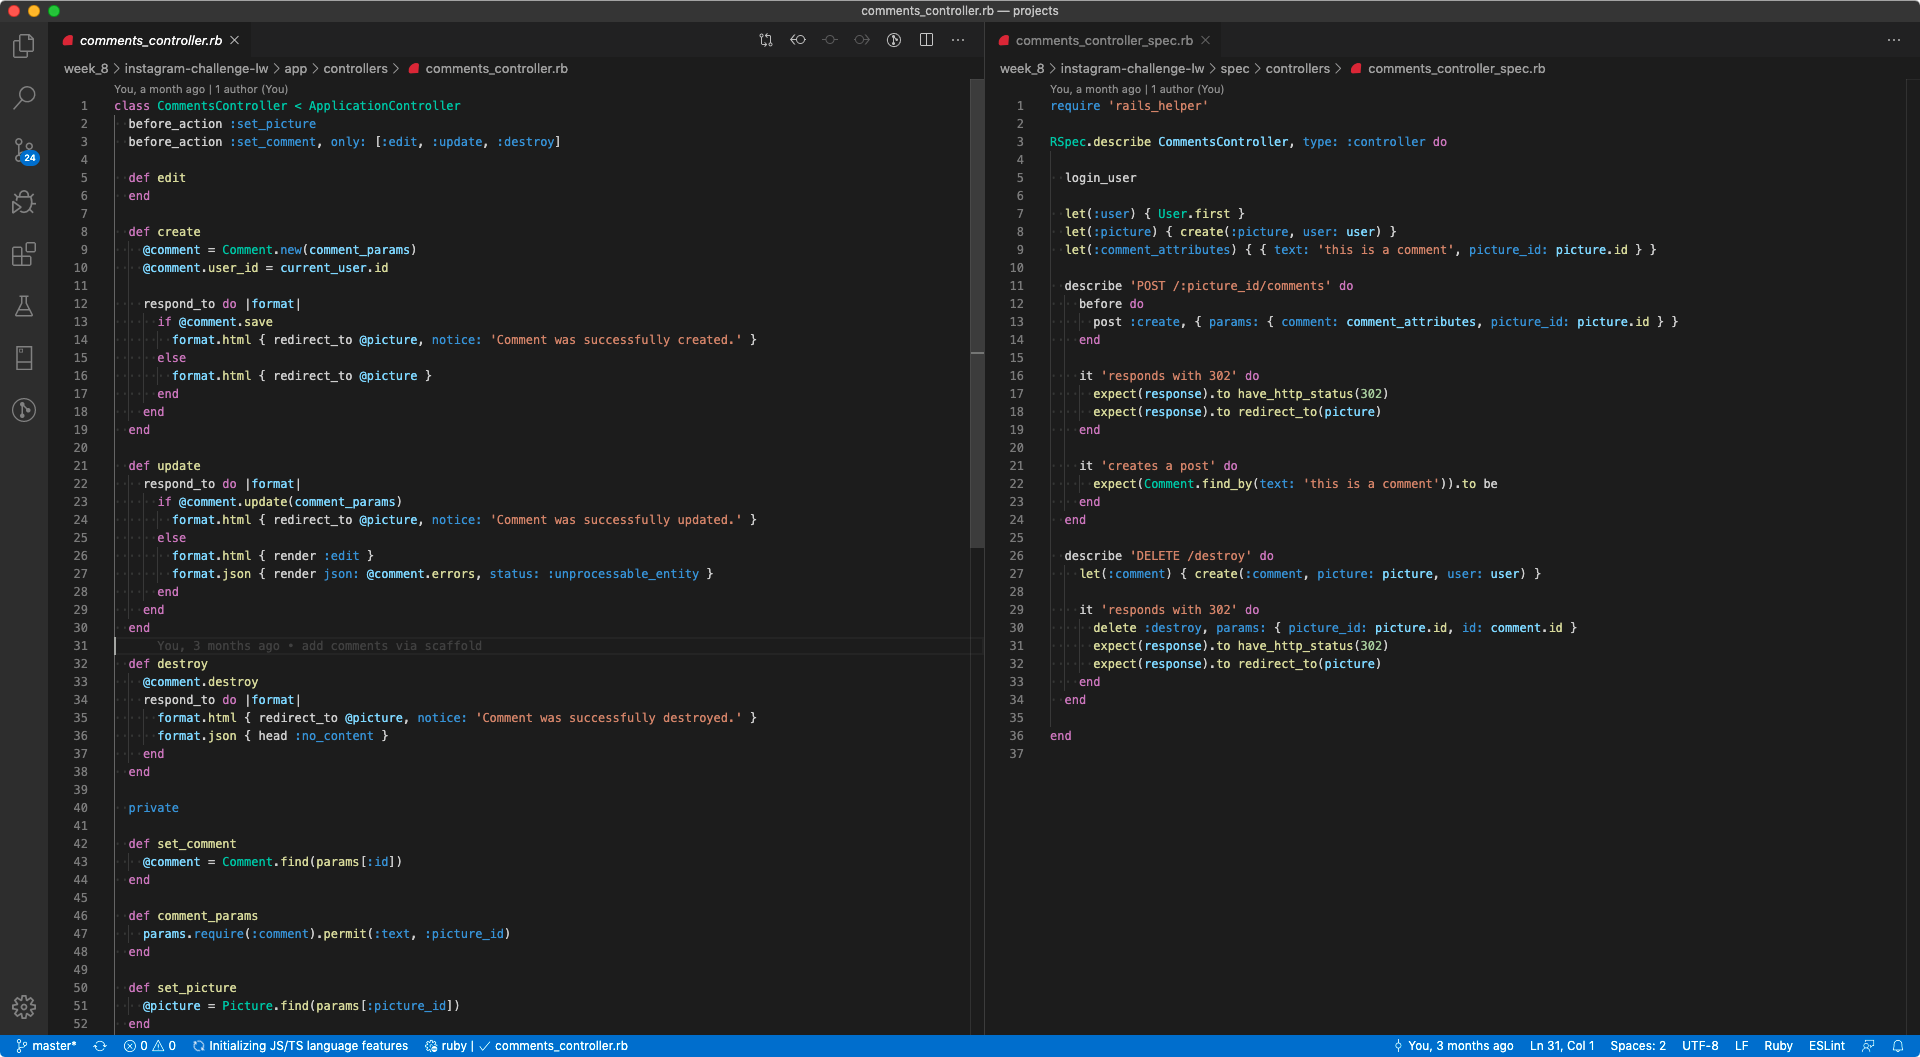 comments_controller.rb — projects
comments_controller.rb
week_8 > instagram-challenge-lw > app > controllers > comments_controller.rb
You, a month ago | 1 author (You)
1 class CommentsController < ApplicationController
2 before_action :set_picture
3 before_action :set_comment, only: [:edit, :update, :destroy]
4
5 def edit
6 end
7
8 def create
9 @comment = Comment.new(comment_params)
10 @comment.user_id = current_user.id
11
12 respond_to do |format|
13 if @comment.save
14 format.html { redirect_to @picture, notice: 'Comment was successfully created.' }
15 else
16 format.html { redirect_to @picture }
17 end
18 end
19 end
20
21 def update
22 respond_to do |format|
23 if @comment.update(comment_params)
24 format.html { redirect_to @picture, notice: 'Comment was successfully updated.' }
25 else
26 format.html { render :edit }
27 format.json { render json: @comment.errors, status: :unprocessable_entity }
28 end
29 end
30 end
31 You, 3 months ago • add comments via scaffold
32 def destroy
33 @comment.destroy
34 respond_to do |format|
35 format.html { redirect_to @picture, notice: 'Comment was successfully destroyed.' }
36 format.json { head :no_content }
37 end
38 end
39
40 private
41
42 def set_comment
43 @comment = Comment.find(params[:id])
44 end
45
46 def comment_params
47 params.require(:comment).permit(:text, :picture_id)
48 end
49
50 def set_picture
51 @picture = Picture.find(params[:picture_id])
52 end
comments_controller_spec.rb
week_8 > instagram-challenge-lw > spec > controllers > comments_controller_spec.rb
You, a month ago | 1 author (You)
1 require 'rails_helper'
2
3 RSpec.describe CommentsController, type: :controller do
4
5 login_user
6
7 let(:user) { User.first }
8 let(:picture) { create(:picture, user: user) }
9 let(:comment_attributes) { { text: 'this is a comment', picture_id: picture.id } }
10
11 describe 'POST /:picture_id/comments' do
12 before do
13 post :create, { params: { comment: comment_attributes, picture_id: picture.id } }
14 end
15
16 it 'responds with 302' do
17 expect(response).to have_http_status(302)
18 expect(response).to redirect_to(picture)
19 end
20
21 it 'creates a post' do
22 expect(Comment.find_by(text: 'this is a comment')).to be
23 end
24 end
25
26 describe 'DELETE /destroy' do
27 let(:comment) { create(:comment, picture: picture, user: user) }
28
29 it 'responds with 302' do
30 delete :destroy, params: { picture_id: picture.id, id: comment.id }
31 expect(response).to have_http_status(302)
32 expect(response).to redirect_to(picture)
33 end
34 end
35
36 end
37
24
master* 0 0 Initializing JS/TS language features ruby | ✓ comments_controller.rb You, 3 months ago Ln 31, Col 1 Spaces: 2 UTF-8 LF Ruby ESLint